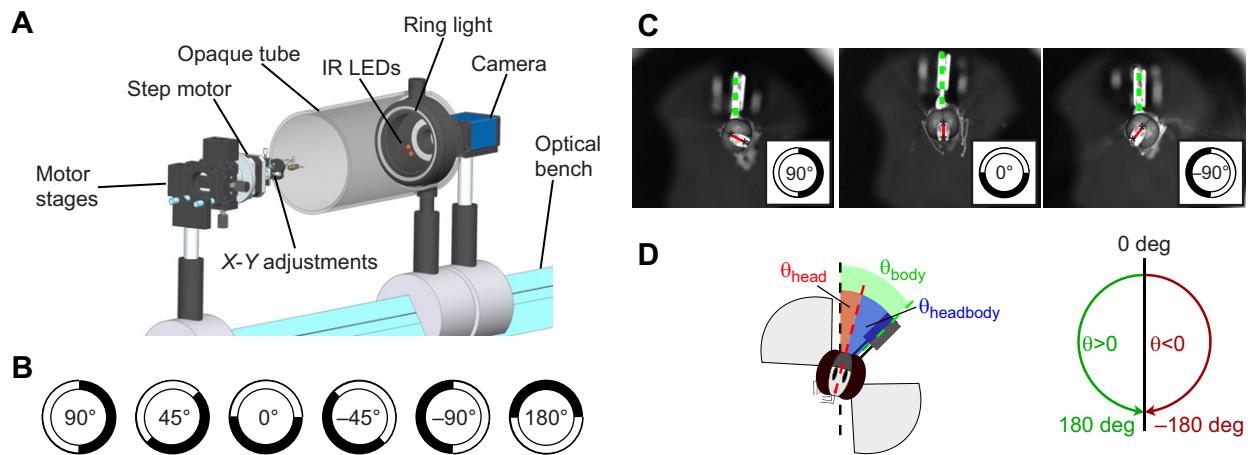 A
Ring light
Opaque tube
IR LEDs
Camera
Step motor
Optical
bench
Motor
stages
X-Y adjustments
B
90°
45°
0°
–45°
–90°
180°
C
90°
0°
–90°
D
θhead
θbody
θheadbody
0 deg
θ>0
θ<0
180 deg
–180 deg